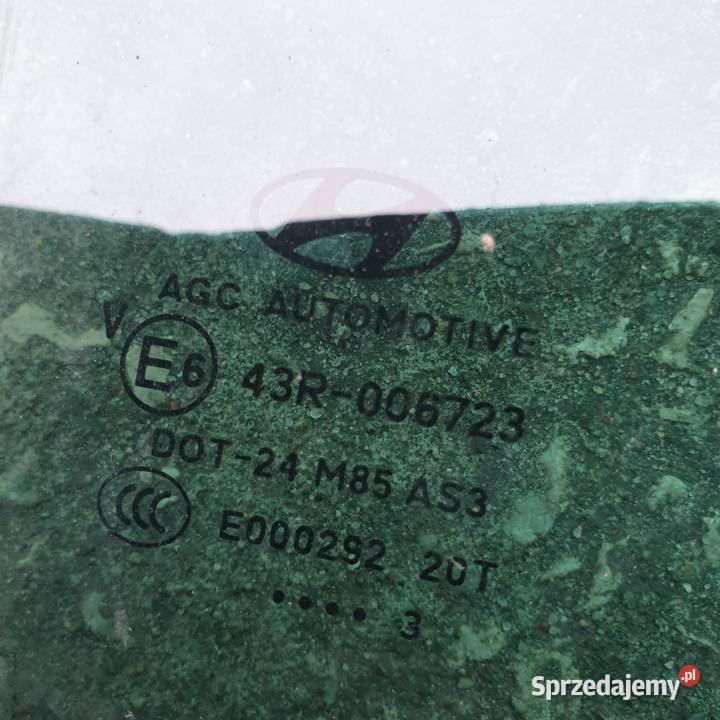 AGC AUTOMOTIVE
V E6 43R-006723
DOT-24 M85 AS3
CCC E000292 20T
•••• 3
Sprzedajemy.pl